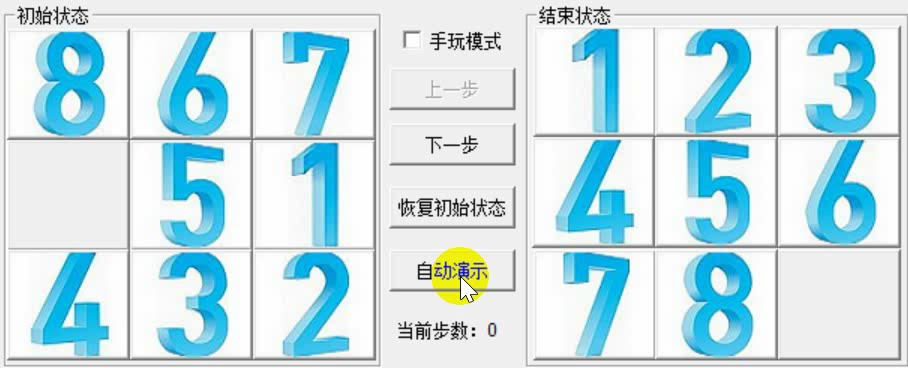 初始状态
8 6 7
5 1
4 3 2
手玩模式
上一步
下一步
恢复初始状态
自动演示
当前步数：0
结束状态
1 2 3
4 5 6
7 8